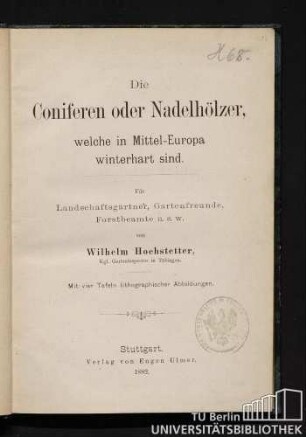 H68.
Die
Coniferen oder Nadelhölzer,
welche in Mittel-Europa
winterhart sind.
Für
Landschaftsgärtner, Gartenfreunde,
Forstbeamte u. s. w.
von
Wilhelm Hochstetter,
Kgl. Garteninspector in Tübingen.
Mit vier Tafeln lithographischer Abbildungen.
Stuttgart.
Verlag von Eugen Ulmer.
1882.
TU Berlin
UNIVERSITÄTSBIBLIOTHEK